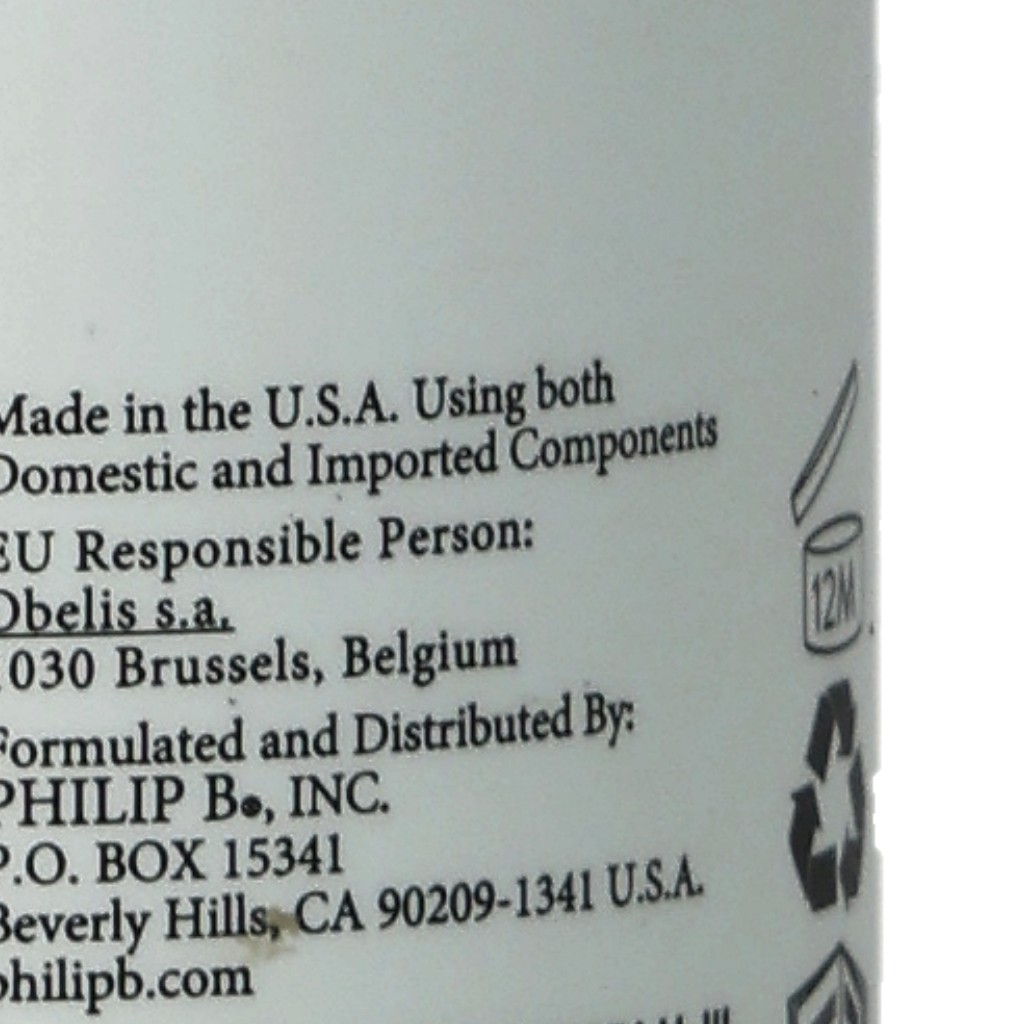 Made in the U.S.A. Using both
Domestic and Imported Components
EU Responsible Person:
Obelis s.a.
1030 Brussels, Belgium
Formulated and Distributed By:
PHILIP B®, INC.
P.O. BOX 15341
Beverly Hills, CA 90209-1341 U.S.A.
philipb.com
12M